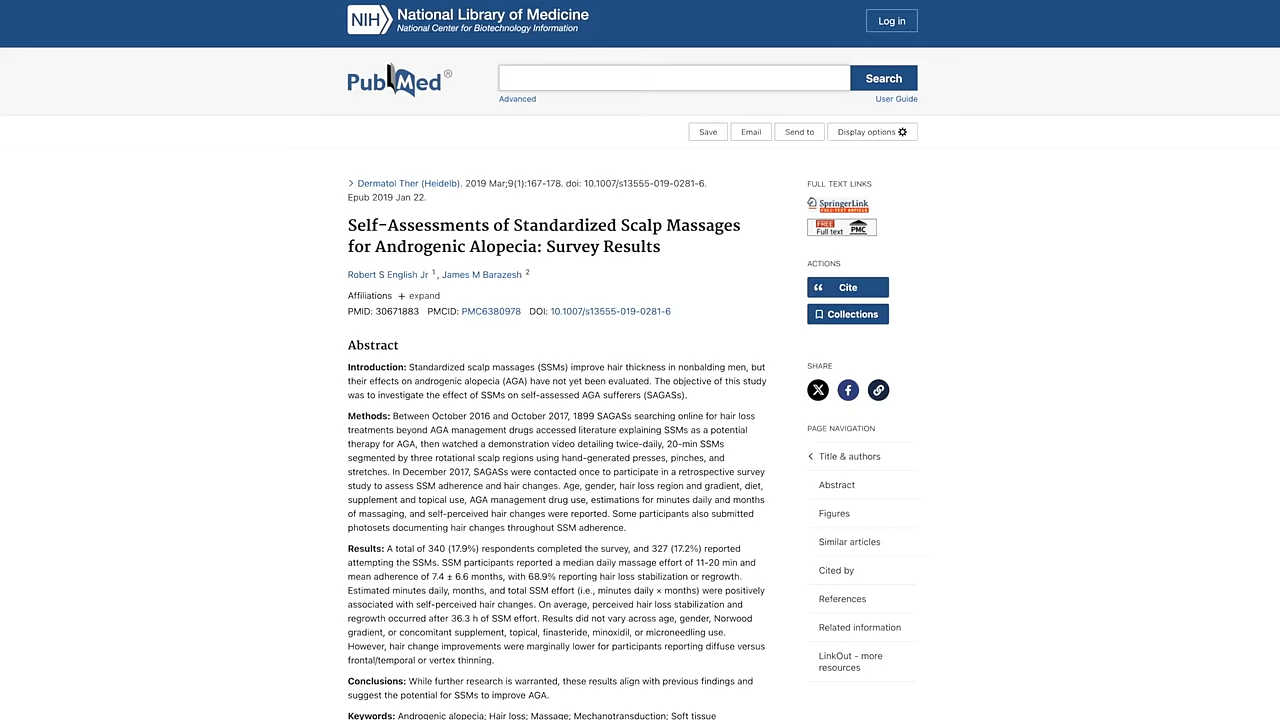 NIH National Library of Medicine
National Center for Biotechnology Information
Log in
PubMed®
Search
Advanced
User Guide
Save
Email
Send to
Display options
Dermatol Ther (Heidelb). 2019 Mar;9(1):167-178. doi: 10.1007/s13555-019-0281-6.
Epub 2019 Jan 22.
Self-Assessments of Standardized Scalp Massages
for Androgenic Alopecia: Survey Results
Robert S English Jr 1, James M Barazesh 2
Affiliations + expand
PMID: 30671883 PMCID: PMC6380978 DOI: 10.1007/s13555-019-0281-6
Abstract
Introduction: Standardized scalp massages (SSMs) improve hair thickness in nonbalding men, but
their effects on androgenic alopecia (AGA) have not yet been evaluated. The objective of this study
was to investigate the effect of SSMs on self-assessed AGA sufferers (SAGASs).
Methods: Between October 2016 and October 2017, 1899 SAGASs searching online for hair loss
treatments beyond AGA management drugs accessed literature explaining SSMs as a potential
therapy for AGA, then watched a demonstration video detailing twice-daily, 20-min SSMs
segmented by three rotational scalp regions using hand-generated presses, pinches, and
stretches. In December 2017, SAGASs were contacted once to participate in a retrospective survey
study to assess SSM adherence and hair changes. Age, gender, hair loss region and gradient, diet,
supplement and topical use, AGA management drug use, estimations for minutes daily and months
of massaging, and self-perceived hair changes were reported. Some participants also submitted
photosets documenting hair changes throughout SSM adherence.
Results: A total of 340 (17.9%) respondents completed the survey, and 327 (17.2%) reported
attempting the SSMs. SSM participants reported a median daily massage effort of 11-20 min and
mean adherence of 7.4 ± 6.6 months, with 68.9% reporting hair loss stabilization or regrowth.
Estimated minutes daily, months, and total SSM effort (i.e., minutes daily × months) were positively
associated with self-perceived hair changes. On average, perceived hair loss stabilization and
regrowth occurred after 36.3 h of SSM effort. Results did not vary across age, gender, Norwood
gradient, or concomitant supplement, topical, finasteride, minoxidil, or microneedling use.
However, hair change improvements were marginally lower for participants reporting diffuse versus
frontal/temporal or vertex thinning.
Conclusions: While further research is warranted, these results align with previous findings and
suggest the potential for SSMs to improve AGA.
Keywords: Androgenic alopecia; Hair loss; Massage; Mechanotransduction; Soft tissue
FULL TEXT LINKS
SpringerLink
FULL-TEXT ARTICLE
FREE
Full text PMC
ACTIONS
Cite
Collections
SHARE
PAGE NAVIGATION
Title & authors
Abstract
Figures
Similar articles
Cited by
References
Related information
LinkOut - more
resources